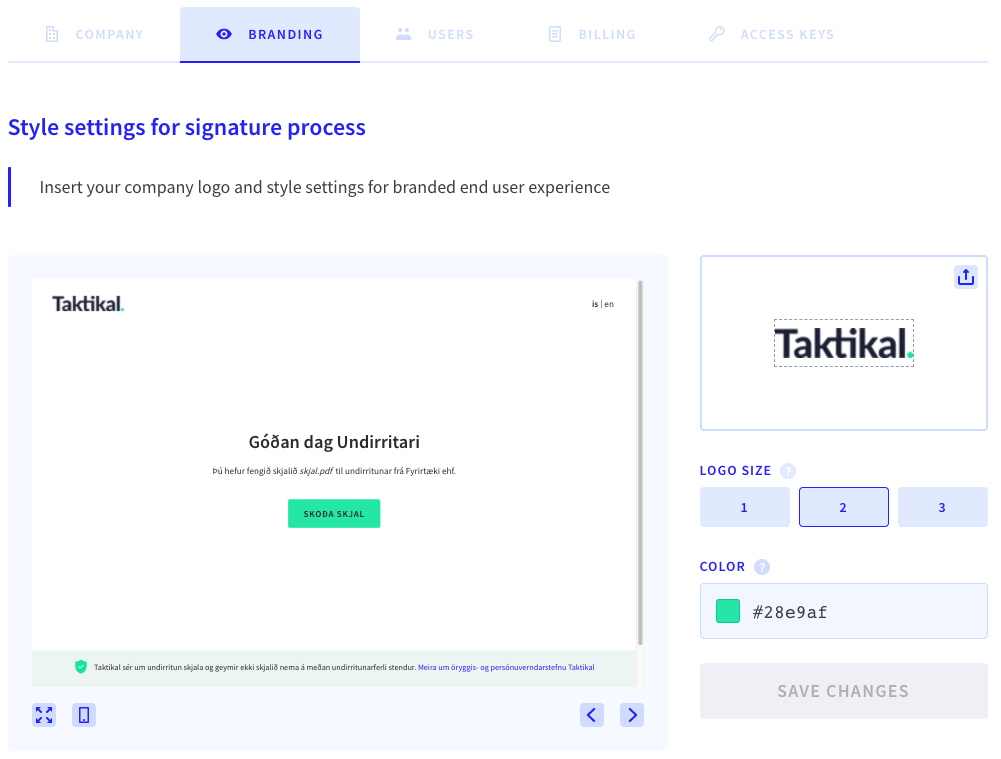 COMPANY
BRANDING
USERS
BILLING
ACCESS KEYS
Style settings for signature process
Insert your company logo and style settings for branded end user experience
Taktikal.
is | en
Góðan dag Undirritari
Þú hefur fengið skjalið skjal.pdf til undirritunar frá Fyrirtæki ehf.
SKOÐA SKJAL
Taktikal sér um undirritun skjala og geymir ekki skjalið nema á meðan undirritunarferli stendur. Meira um öryggis- og persónuverndarstefnu Taktikal
Taktikal.
LOGO SIZE ?
1
2
3
COLOR ?
#28e9af
SAVE CHANGES